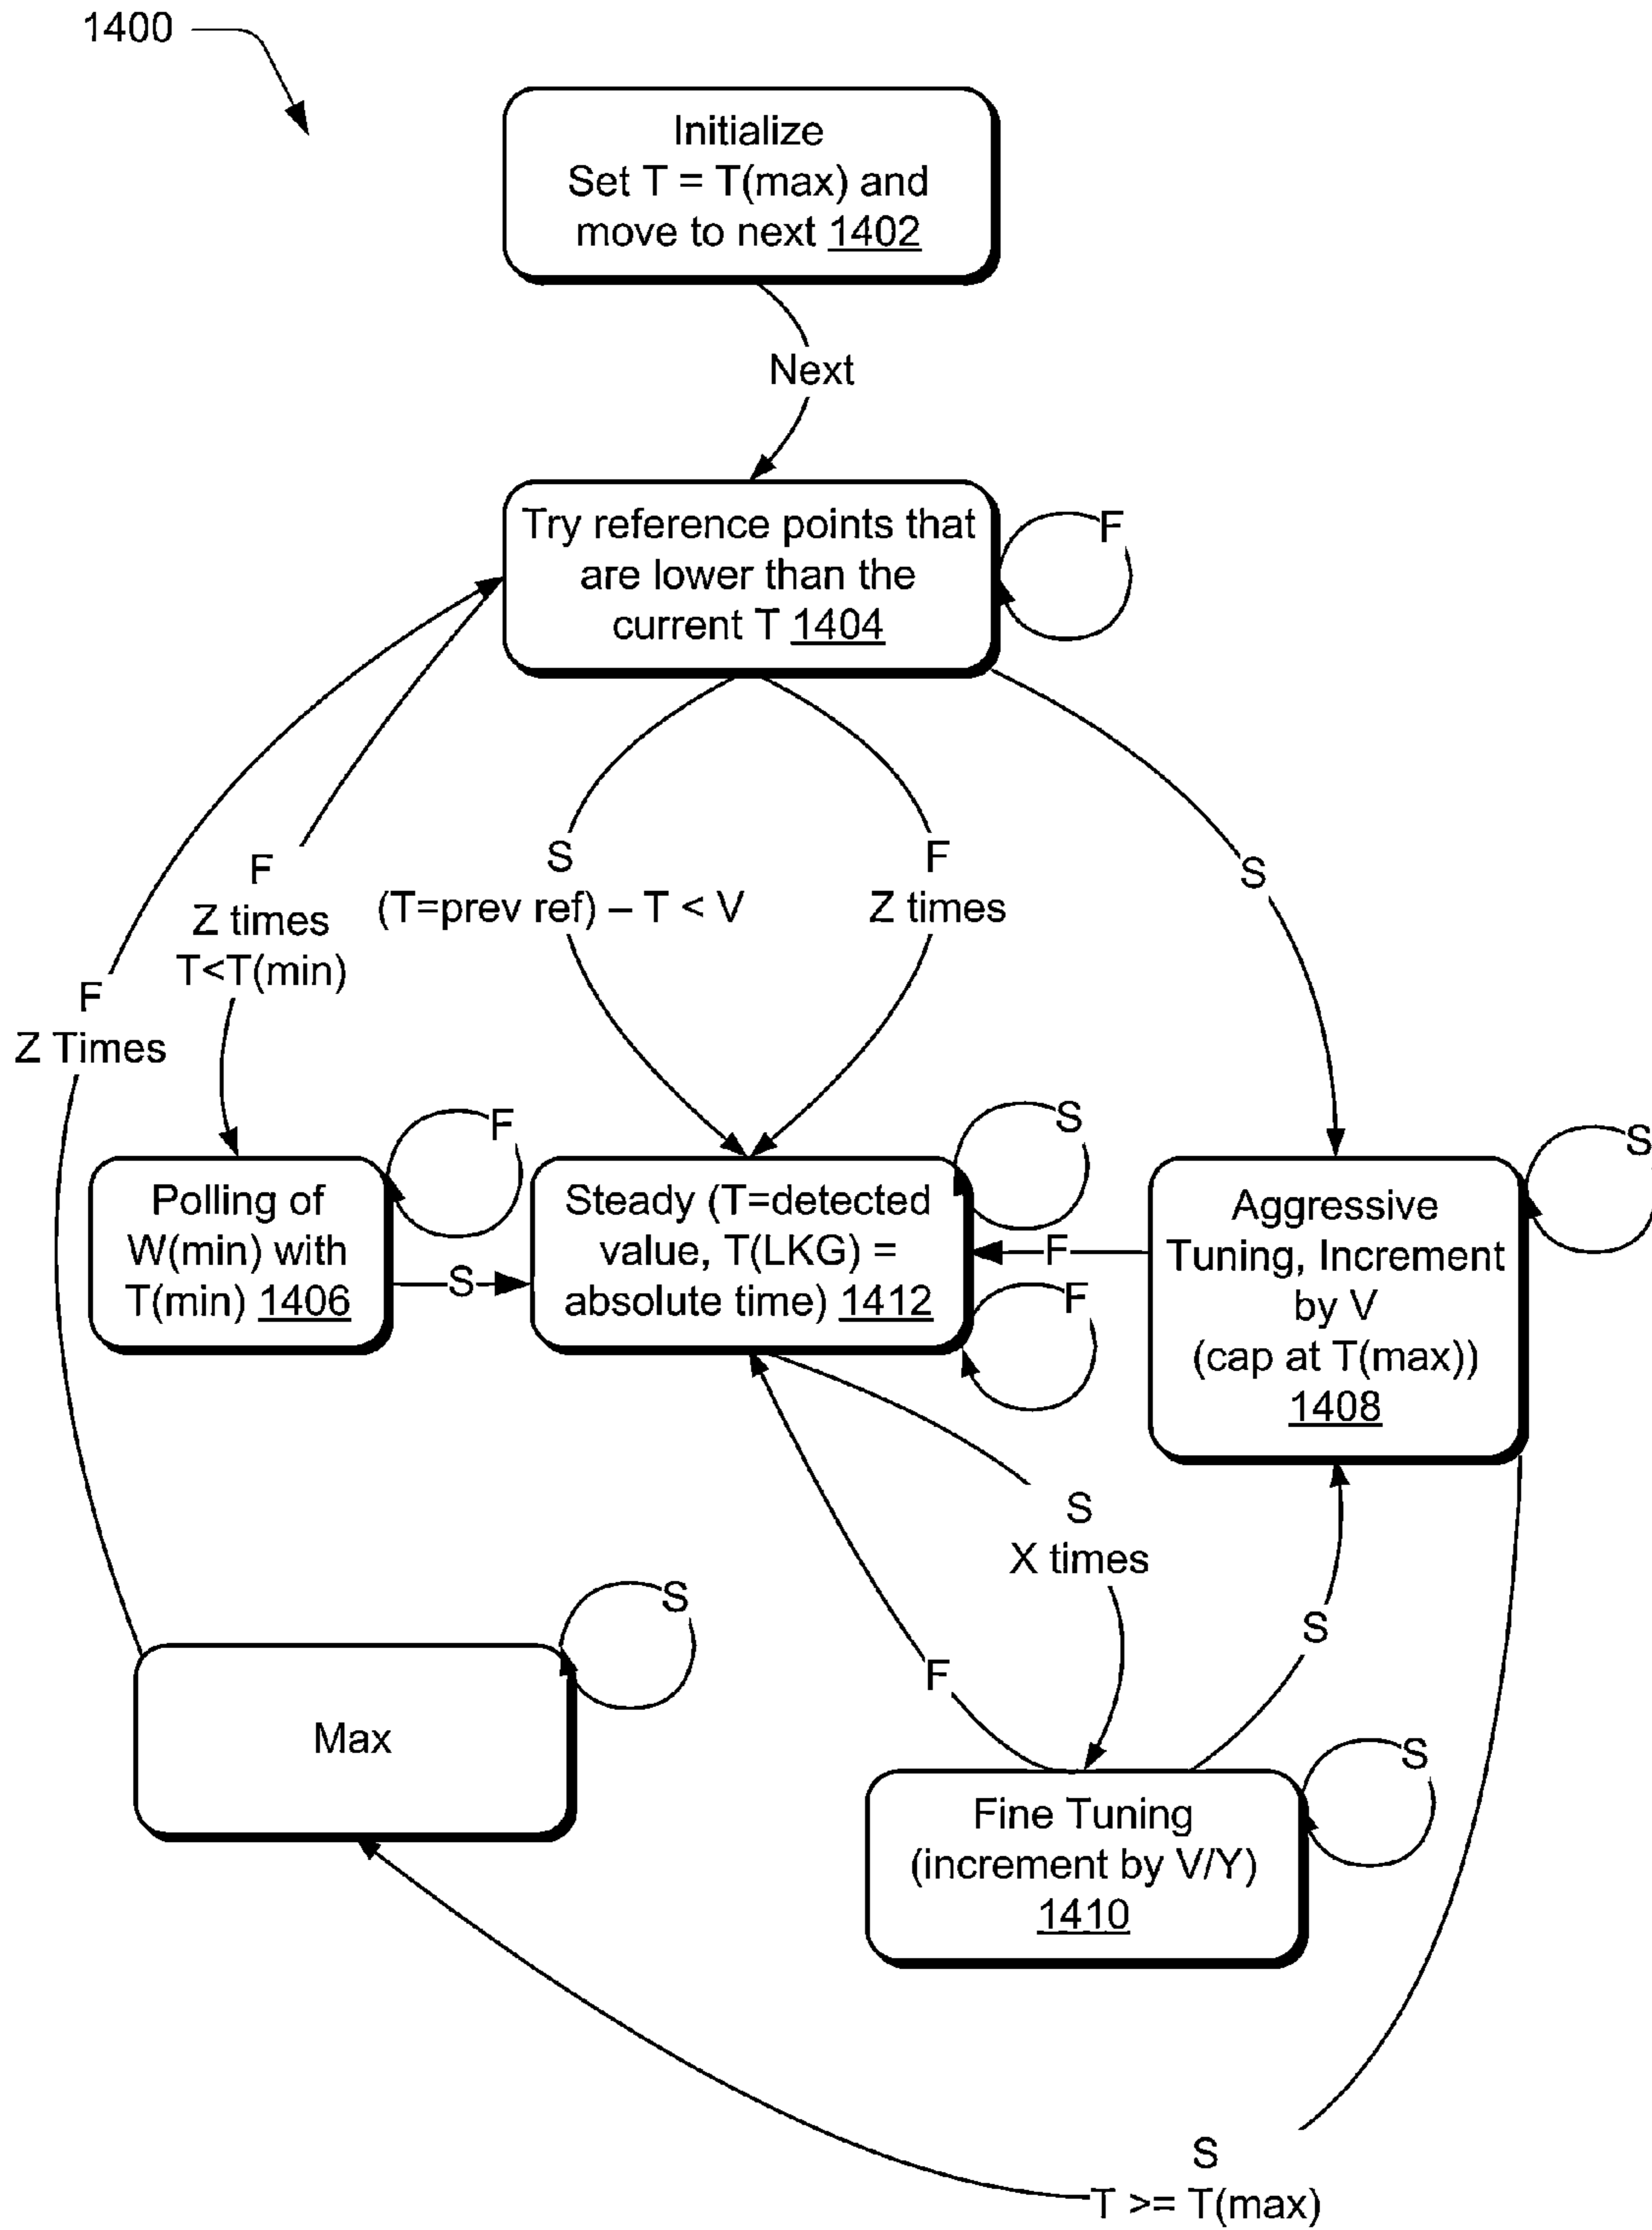 1400
Initialize
Set T = T(max) and
move to next 1402
Next
Try reference points that
are lower than the
current T 1404
F
F
Z times
T<T(min)
S
(T=prev ref) – T < V
F
Z times
S
F
Z Times
Polling of
W(min) with
T(min) 1406
F
S
Steady (T=detected
value, T(LKG) =
absolute time) 1412
S
F
F
Aggressive
Tuning, Increment
by V
(cap at T(max))
1408
S
S
X times
F
S
Max
S
Fine Tuning
(increment by V/Y)
1410
S
S
T >= T(max)